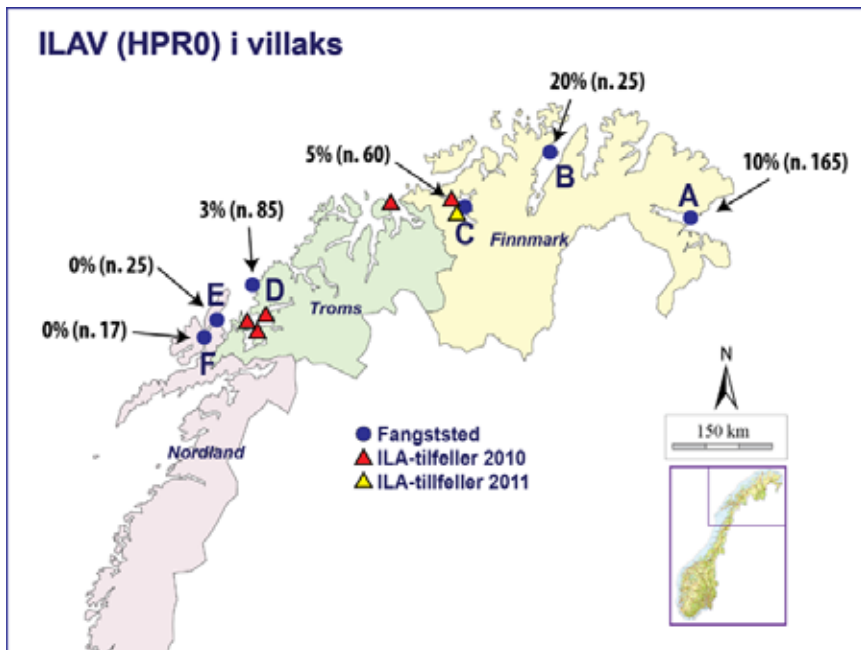 ILAV (HPR0) i villaks
20% (n. 25)
5% (n. 60)
B
10% (n. 165)
A
3% (n. 85)
C
Finnmark
0% (n. 25)
E
D
Troms
0% (n. 17)
F
N
150 km
Nordland
Fangststed
ILA-tilfeller 2010
ILA-tillfeller 2011